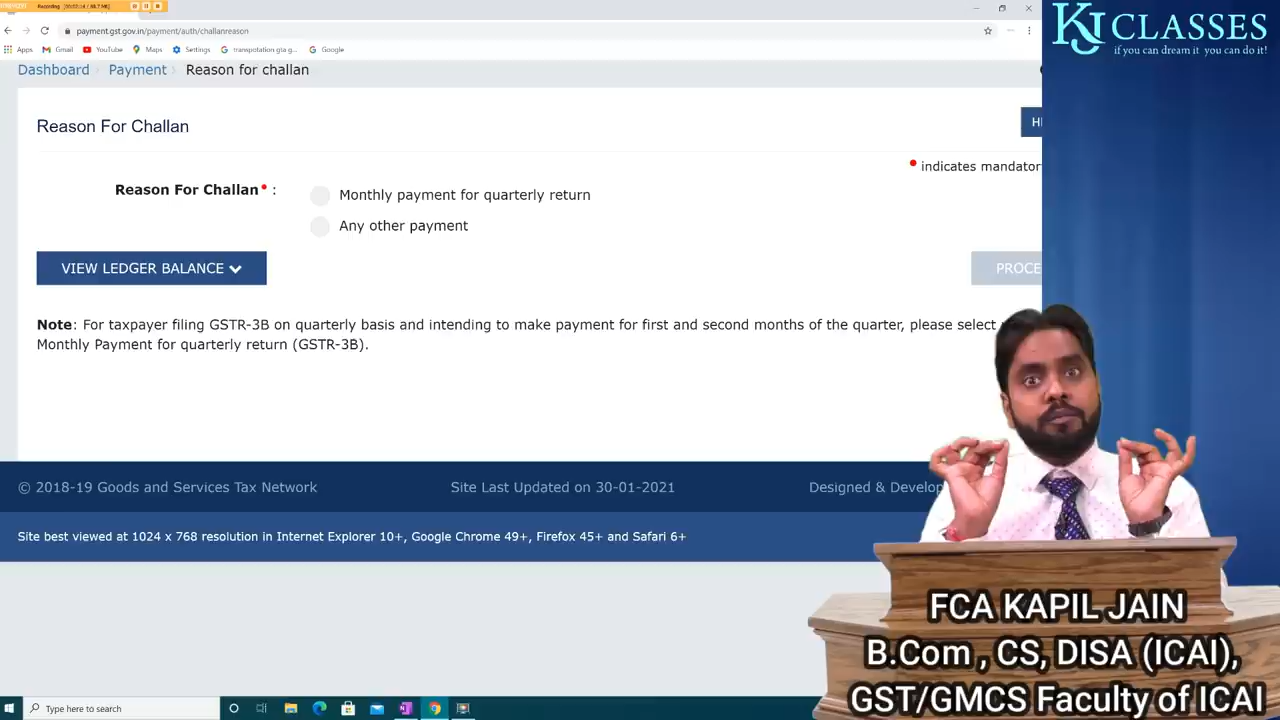 Recording
payment.gst.gov.in/payment/auth/challanreason
Apps Gmail YouTube Maps Settings transpotation gta g... Google
Dashboard Payment Reason for challan
KJ CLASSES
if you can dream it you can do it!
Reason For Challan
HE
• indicates mandator
Reason For Challan • :
Monthly payment for quarterly return
Any other payment
VIEW LEDGER BALANCE
PROCE
Note: For taxpayer filing GSTR-3B on quarterly basis and intending to make payment for first and second months of the quarter, please select
Monthly Payment for quarterly return (GSTR-3B).
© 2018-19 Goods and Services Tax Network Site Last Updated on 30-01-2021 Designed & Develop
Site best viewed at 1024 x 768 resolution in Internet Explorer 10+, Google Chrome 49+, Firefox 45+ and Safari 6+
FCA KAPIL JAIN
B.Com , CS, DISA (ICAI),
GST/GMCS Faculty of ICAI
Type here to search